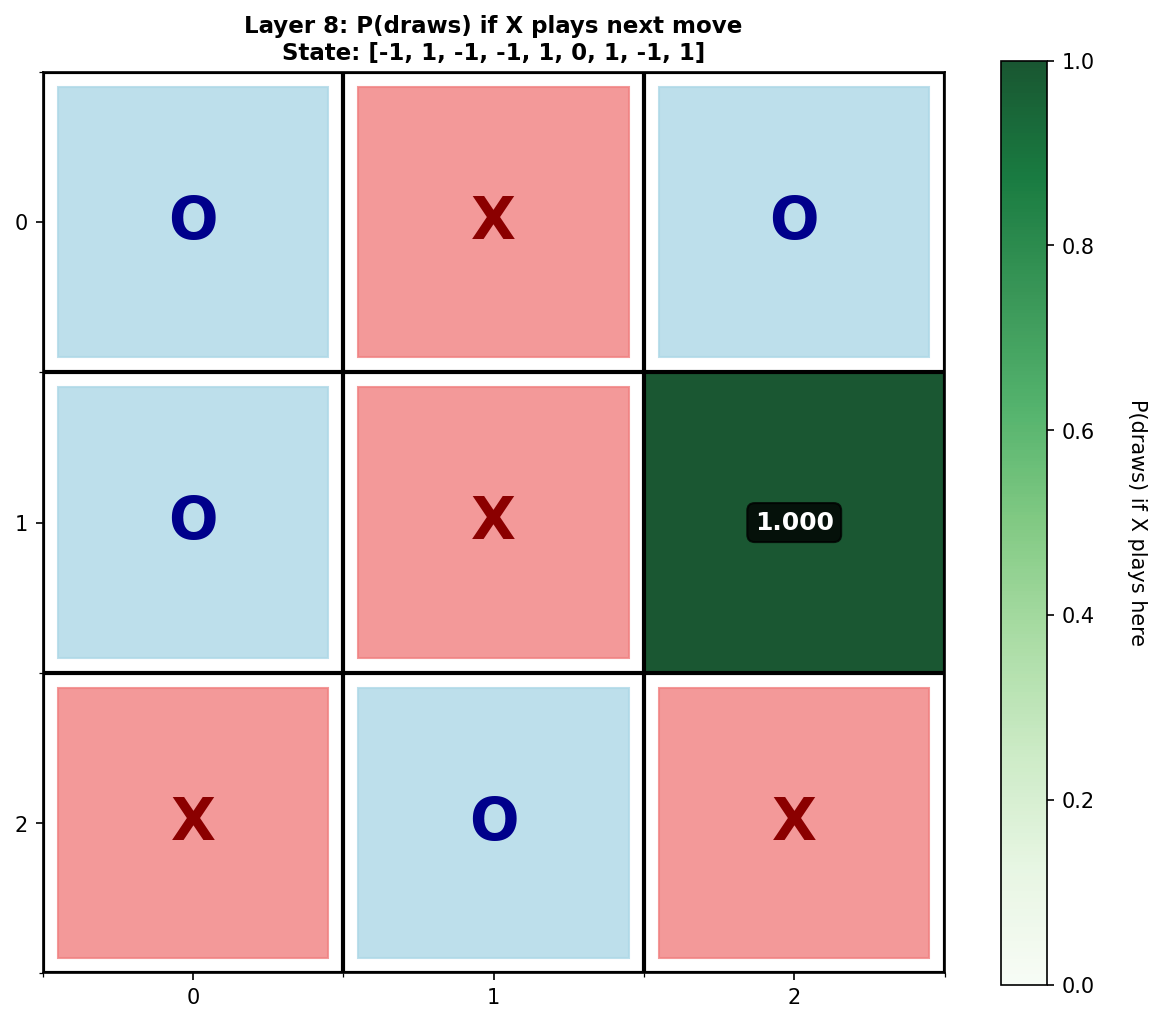 Layer 8: P(draws) if X plays next move
State: [-1, 1, -1, -1, 1, 0, 1, -1, 1]
1.0
0.8
0.6
0.4
0.2
0.0
P(draws) if X plays here
0
O
X
O
1
O
X
1.000
2
X
O
X
0
1
2